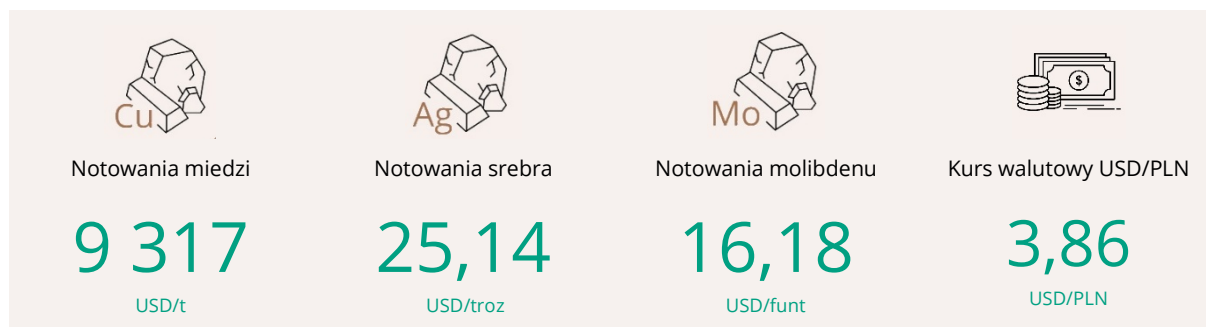 Cu
Ag
Mo
$
Notowania miedzi
Notowania srebra
Notowania molibdenu
Kurs walutowy USD/PLN
9 317
25,14
16,18
3,86
USD/t
USD/troz
USD/funt
USD/PLN